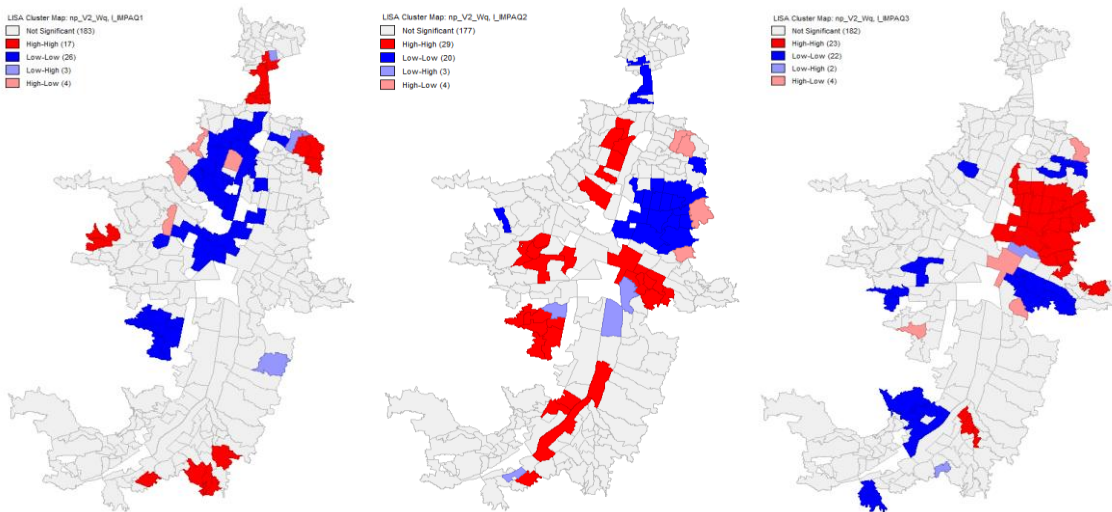 LISA Cluster Map: np_V2_Wq, I_IMPAQ1
Not Significant (183)
High-High (17)
Low-Low (26)
Low-High (3)
High-Low (4)
LISA Cluster Map: np_V2_Wq, I_IMPAQ2
Not Significant (177)
High-High (29)
Low-Low (20)
Low-High (3)
High-Low (4)
LISA Cluster Map: np_V2_Wq, I_IMPAQ3
Not Significant (182)
High-High (23)
Low-Low (22)
Low-High (2)
High-Low (4)